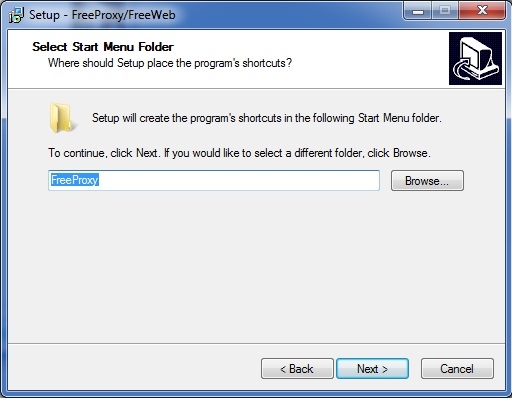 Setup - FreeProxy/FreeWeb
Select Start Menu Folder
Where should Setup place the program's shortcuts?
Setup will create the program's shortcuts in the following Start Menu folder.
To continue, click Next. If you would like to select a different folder, click Browse.
FreeProxy
Browse...
< Back
Next >
Cancel